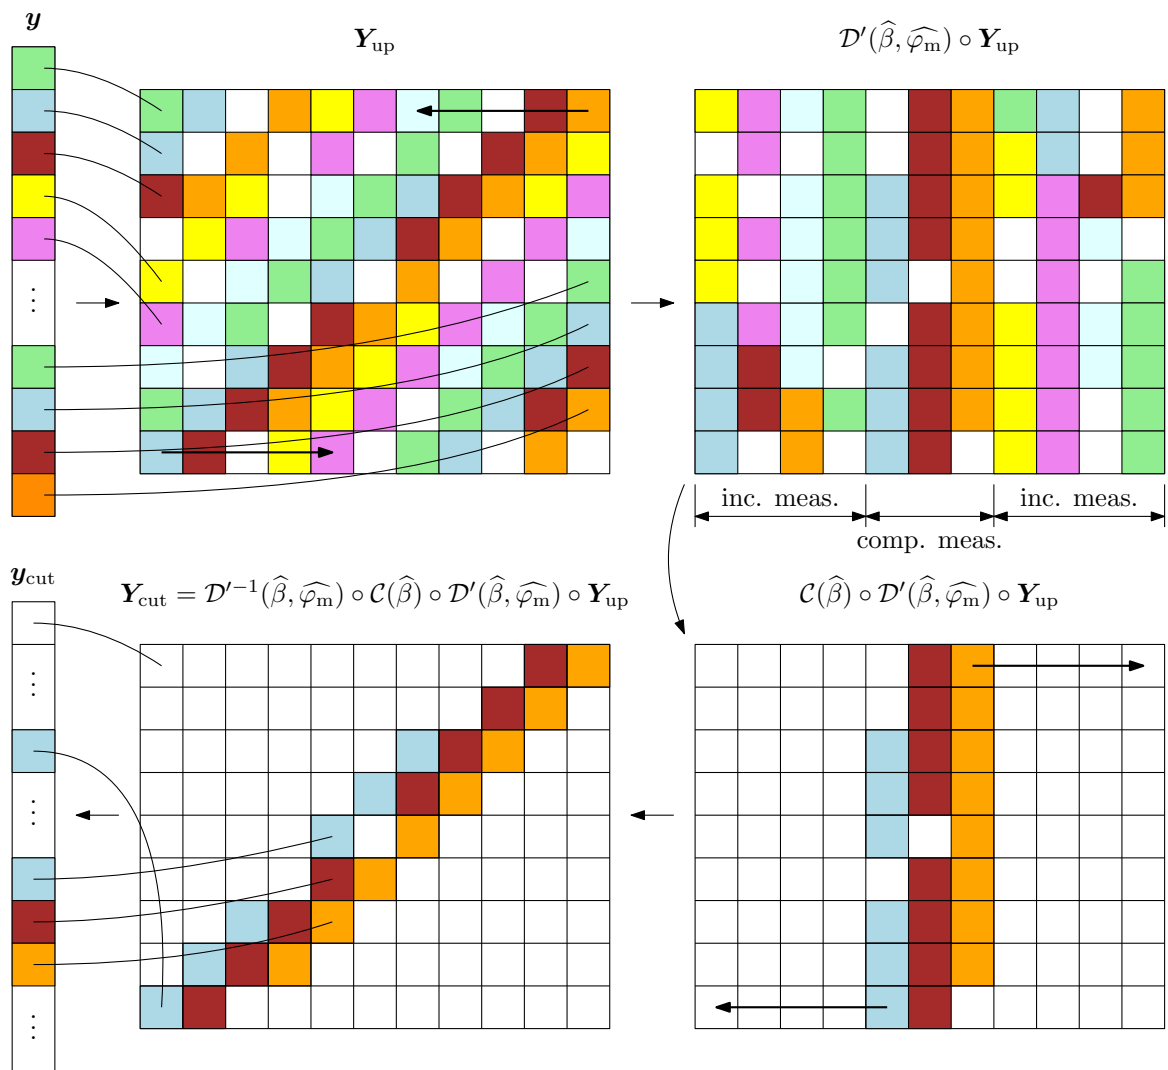 𝒚
𝒀_up
𝒟′(β̂, φ̂_m) ∘ 𝒀_up
⋮
inc. meas.
inc. meas.
comp. meas.
𝒚_cut
𝒀_cut = 𝒟′⁻¹(β̂, φ̂_m) ∘ 𝒞(β̂) ∘ 𝒟′(β̂, φ̂_m) ∘ 𝒀_up
𝒞(β̂) ∘ 𝒟′(β̂, φ̂_m) ∘ 𝒀_up
⋮
⋮
⋮